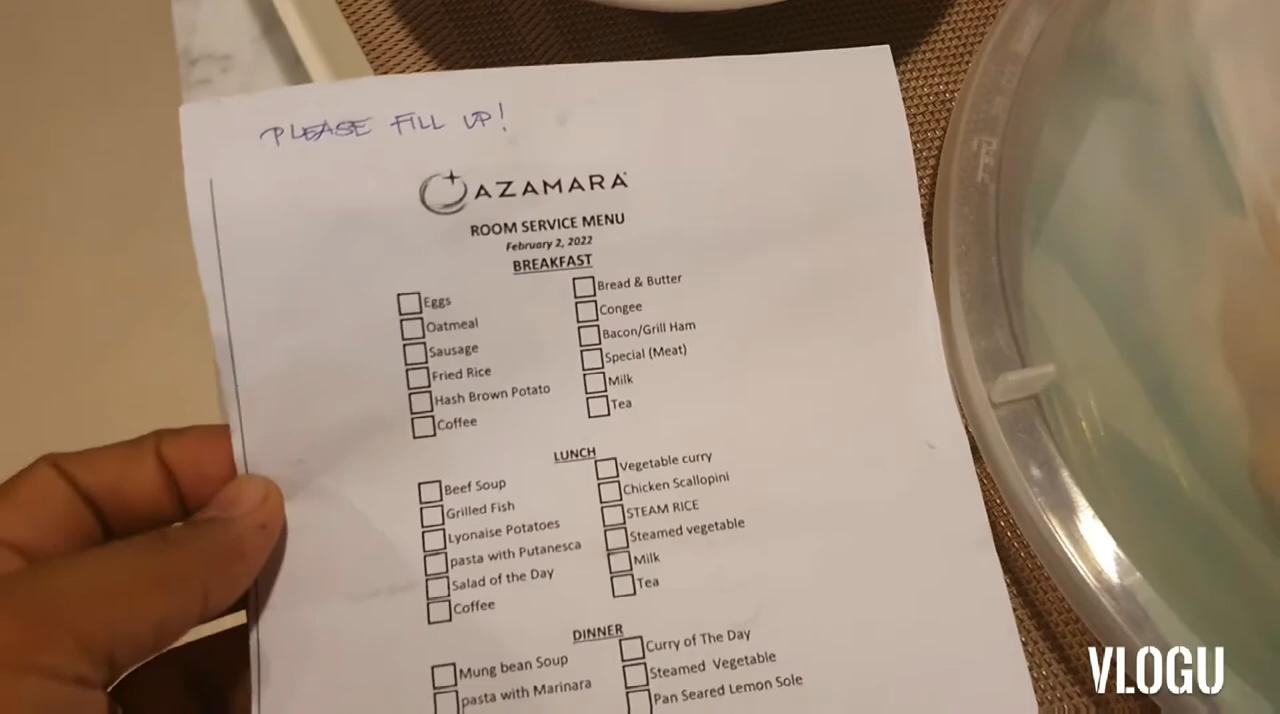 PLEASE FILL UP!
AZAMARA
ROOM SERVICE MENU
February 2, 2022
BREAKFAST
Eggs
Oatmeal
Sausage
Fried Rice
Hash Brown Potato
Coffee
Bread & Butter
Congee
Bacon/Grill Ham
Special (Meat)
Milk
Tea
LUNCH
Beef Soup
Grilled Fish
Lyonaise Potatoes
pasta with Putanesca
Salad of the Day
Coffee
Vegetable curry
Chicken Scallopini
STEAM RICE
Steamed vegetable
Milk
Tea
DINNER
Mung bean Soup
pasta with Marinara
Curry of The Day
Steamed Vegetable
Pan Seared Lemon Sole
VLOGU